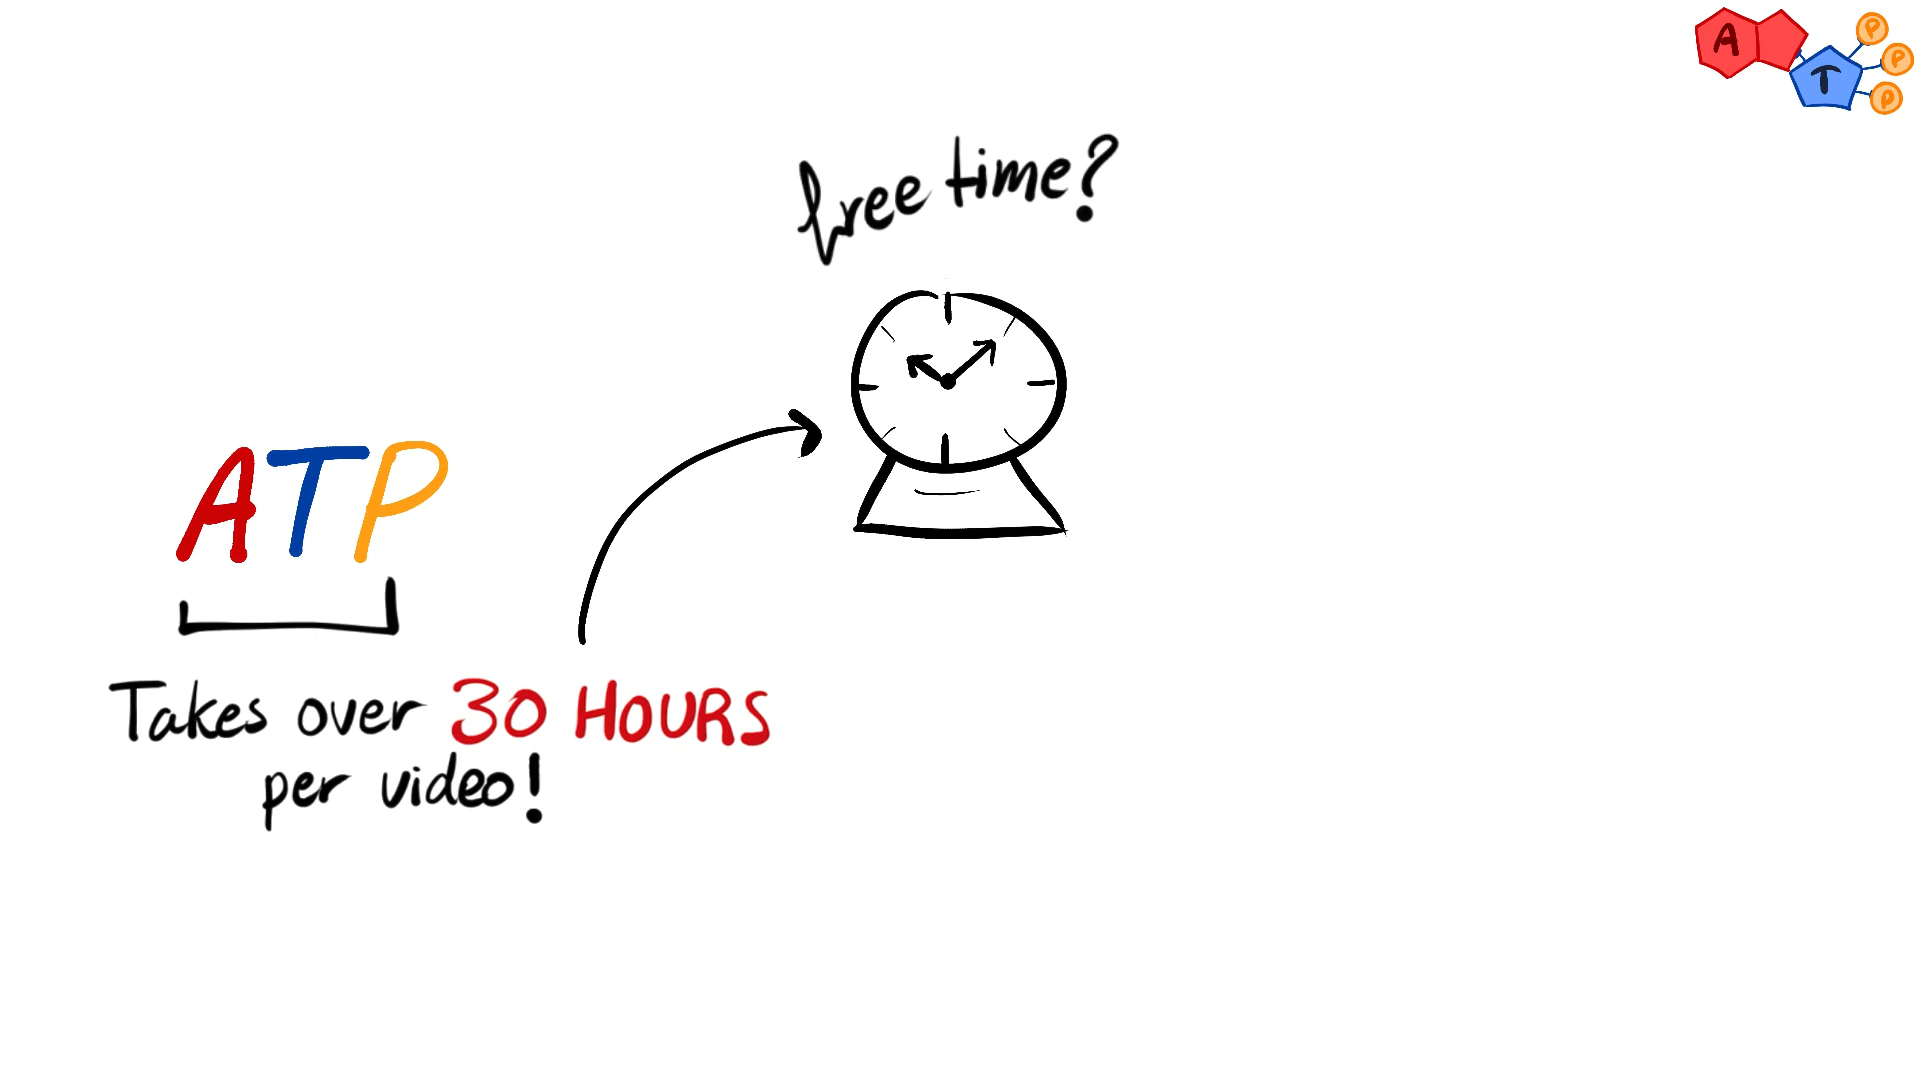 A T P P P
free time?
ATP
Takes over 30 HOURS
per video!